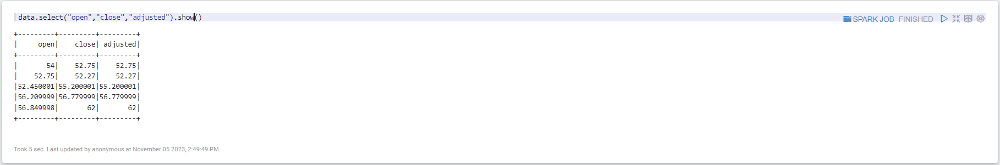 data.select("open","close","adjusted").show()
SPARK JOB FINISHED
+---------+---------+---------+
|     open|    close| adjusted|
+---------+---------+---------+
|       54|    52.75|    52.75|
|    52.75|    52.27|    52.27|
|52.450001|55.200001|55.200001|
|56.209999|56.779999|56.779999|
|56.849998|       62|       62|
+---------+---------+---------+
Took 5 sec. Last updated by anonymous at November 05 2023, 2:49:49 PM.